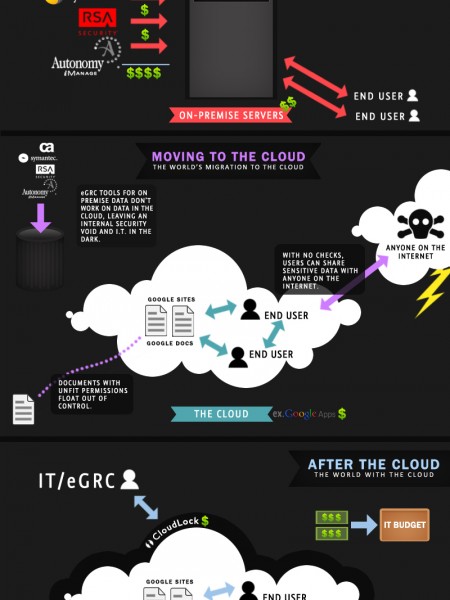 $
RSA
SECURITY
$
Autonomy
iMANAGE
$$$$
$$
END USER
ON-PREMISE SERVERS
END USER
MOVING TO THE CLOUD
THE WORLD'S MIGRATION TO THE CLOUD
ca
symantec.
RSA
SECURITY
Autonomy
eGRC TOOLS FOR ON
PREMISE DATA DON'T
WORK ON DATA IN THE
CLOUD, LEAVING AN
INTERNAL SECURITY
VOID AND I.T. IN THE
DARK.
ANYONE ON THE
INTERNET
WITH NO CHECKS,
USERS CAN SHARE
SENSITIVE DATA WITH
ANYONE ON THE
INTERNET.
GOOGLE SITES
END USER
GOOGLE DOCS
END USER
DOCUMENTS WITH
UNFIT PERMISSIONS
FLOAT OUT OF
CONTROL.
THE CLOUD
ex.Google Apps $
AFTER THE CLOUD
THE WORLD WITH THE CLOUD
IT/eGRC
CloudLock $
$$$
$$$
IT BUDGET
GOOGLE SITES
END USER